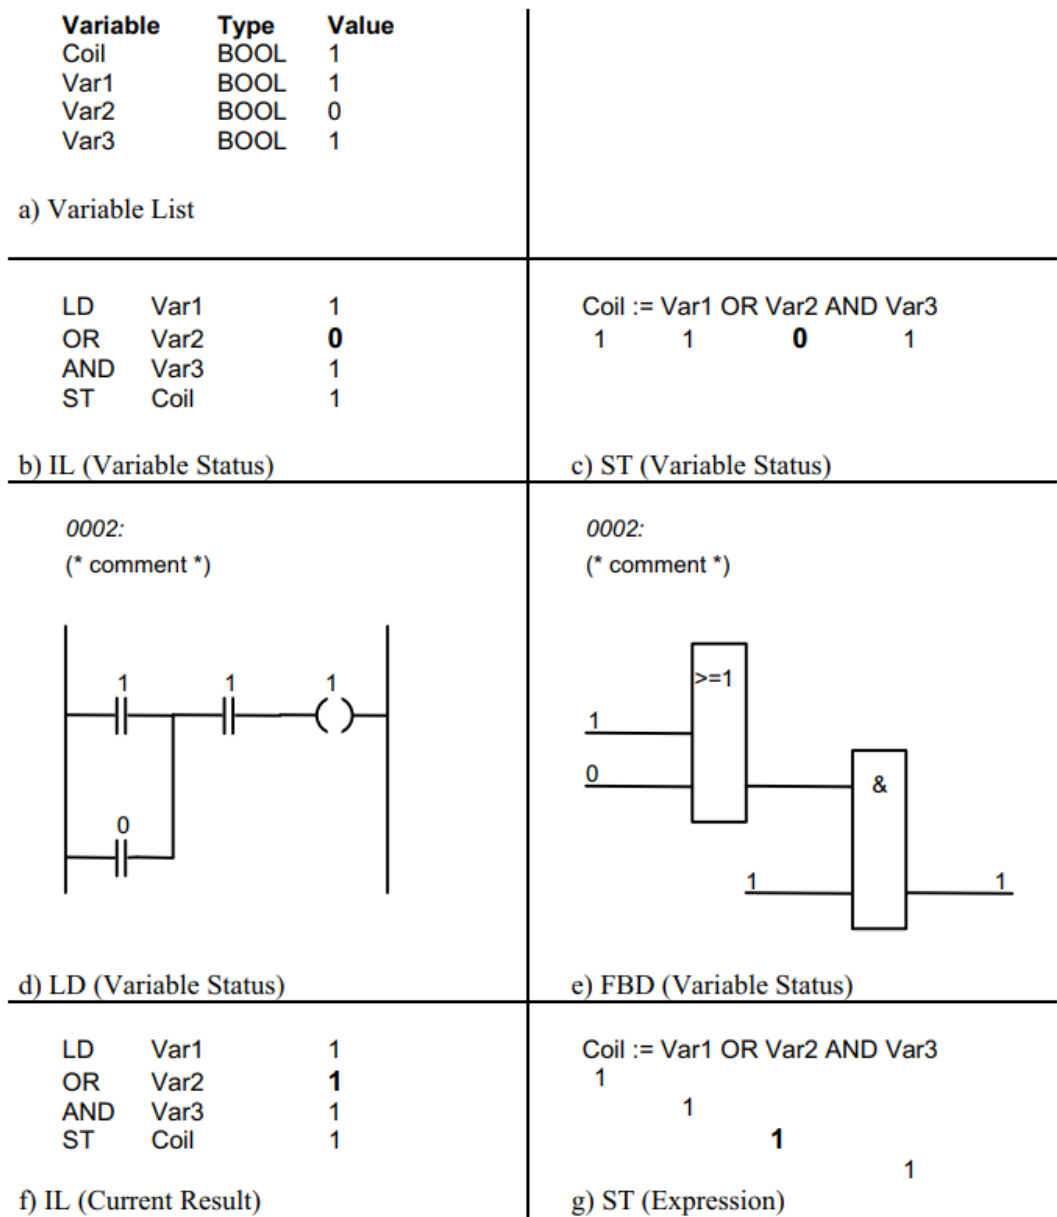 Variable Type Value
Coil BOOL 1
Var1 BOOL 1
Var2 BOOL 0
Var3 BOOL 1
a) Variable List
LD Var1 1
OR Var2 0
AND Var3 1
ST Coil 1
b) IL (Variable Status)
Coil := Var1 OR Var2 AND Var3
1 1 0 1
c) ST (Variable Status)
0002:
(* comment *)
1 1 1
0
d) LD (Variable Status)
0002:
(* comment *)
>=1
1
0
&
1 1
e) FBD (Variable Status)
LD Var1 1
OR Var2 1
AND Var3 1
ST Coil 1
f) IL (Current Result)
Coil := Var1 OR Var2 AND Var3
1
1
1
1
g) ST (Expression)